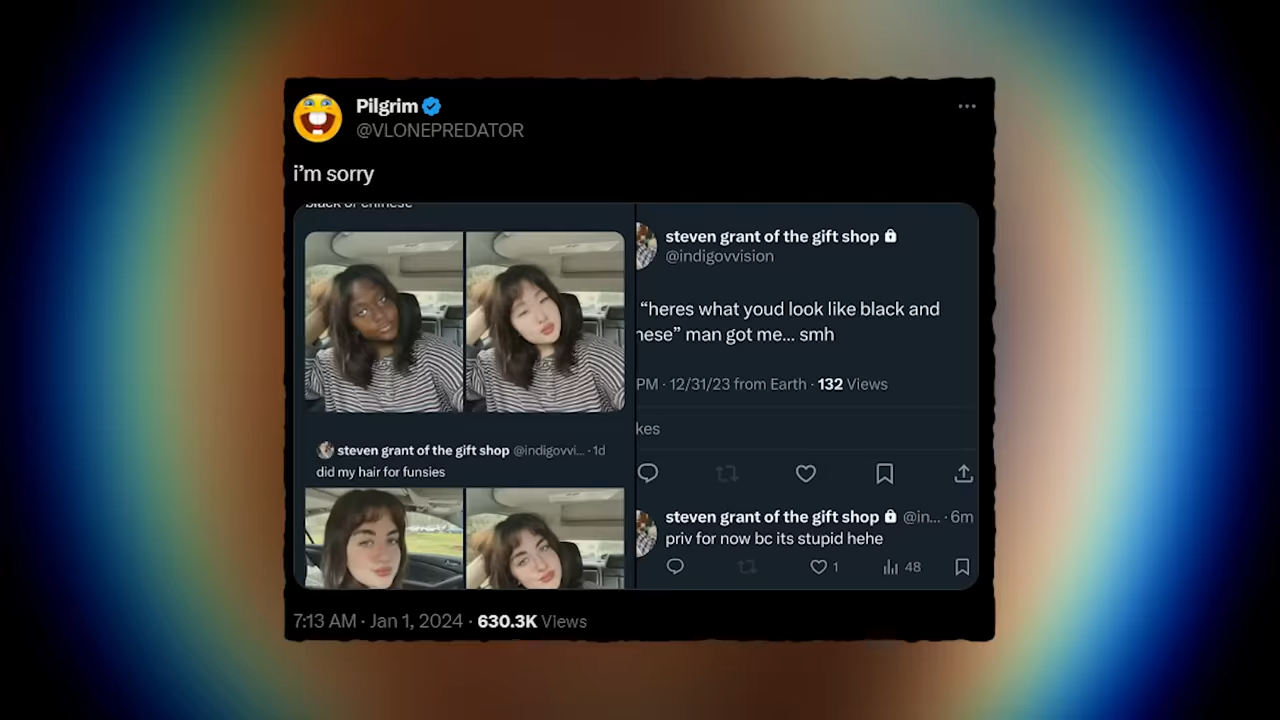 Pilgrim
@VLONEPREDATOR
i'm sorry
black or chinese
steven grant of the gift shop @indigovvi... · 1d
did my hair for funsies
steven grant of the gift shop
@indigovvision
“heres what youd look like black and
nese” man got me... smh
PM · 12/31/23 from Earth · 132 Views
kes
steven grant of the gift shop @in... · 6m
priv for now bc its stupid hehe
1 48
7:13 AM · Jan 1, 2024 · 630.3K Views